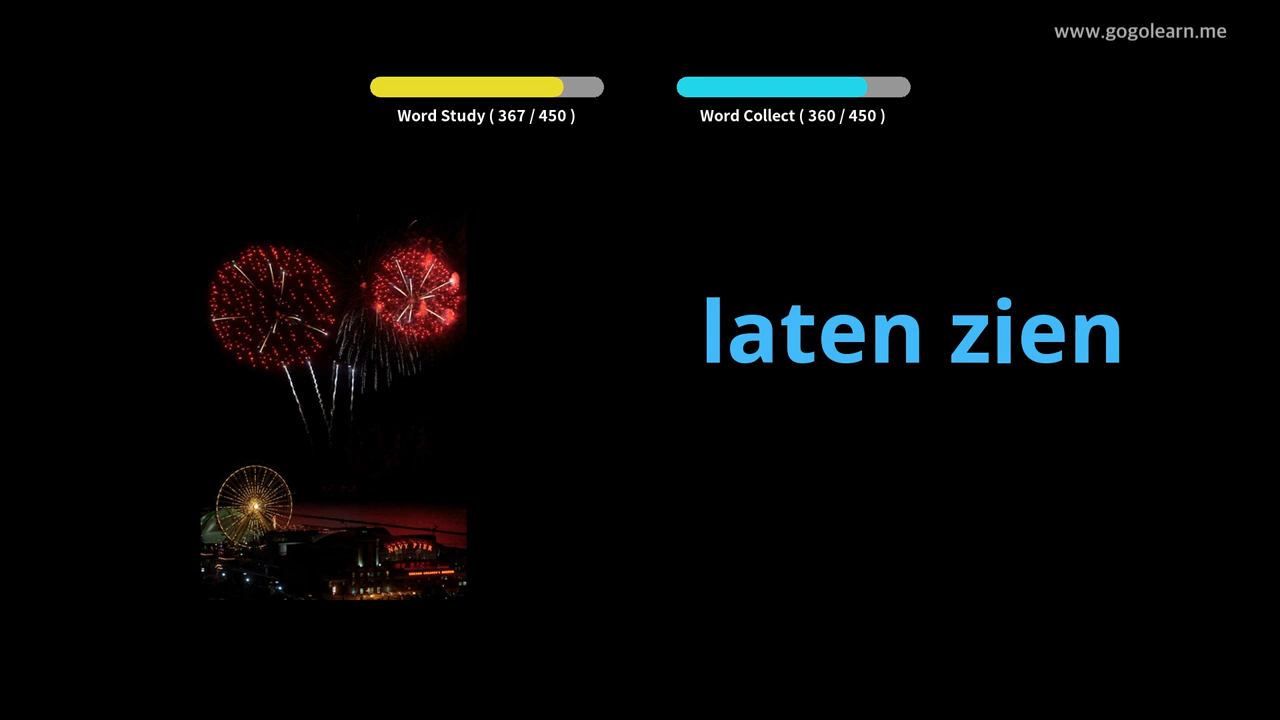 www.gogolearn.me
Word Study ( 367 / 450 )
Word Collect ( 360 / 450 )
laten zien
NAVY PIER